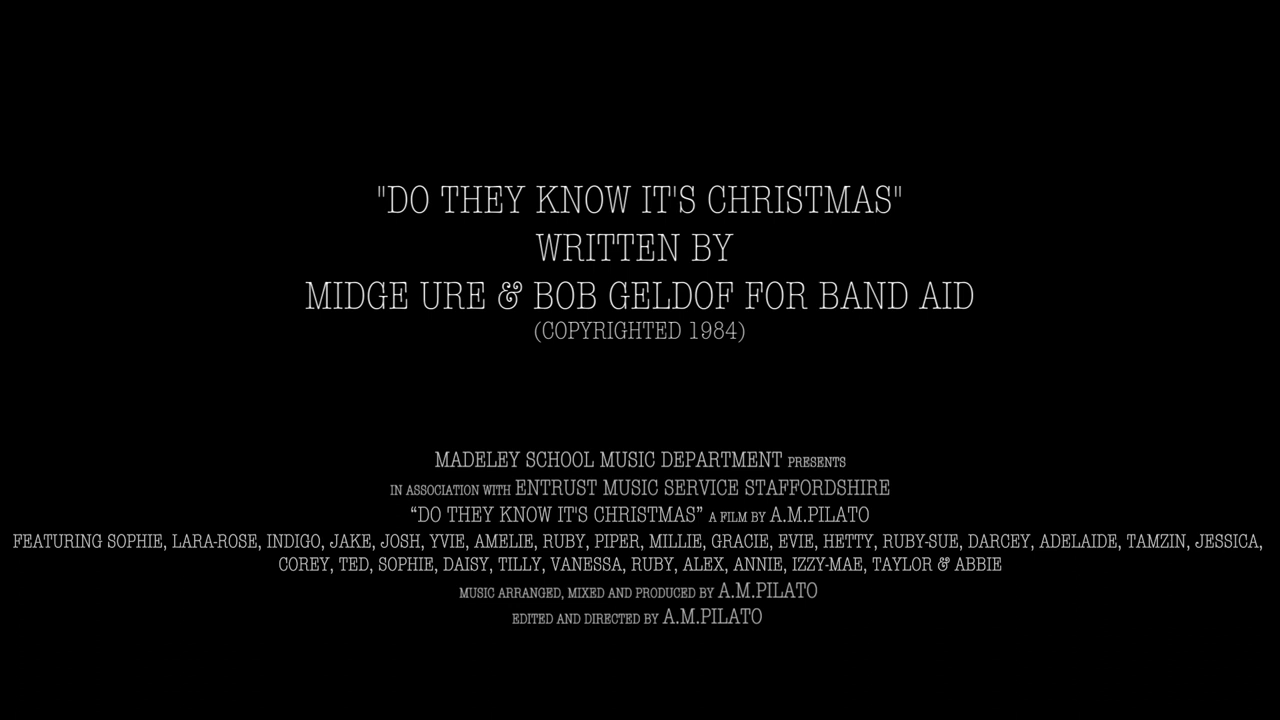 "DO THEY KNOW IT'S CHRISTMAS"
WRITTEN BY
MIDGE URE & BOB GELDOF FOR BAND AID
(COPYRIGHTED 1984)
MADELEY SCHOOL MUSIC DEPARTMENT PRESENTS
IN ASSOCIATION WITH ENTRUST MUSIC SERVICE STAFFORDSHIRE
“DO THEY KNOW IT'S CHRISTMAS” A FILM BY A.M.PILATO
FEATURING SOPHIE, LARA-ROSE, INDIGO, JAKE, JOSH, YVIE, AMELIE, RUBY, PIPER, MILLIE, GRACIE, EVIE, HETTY, RUBY-SUE, DARCEY, ADELAIDE, TAMZIN, JESSICA,
COREY, TED, SOPHIE, DAISY, TILLY, VANESSA, RUBY, ALEX, ANNIE, IZZY-MAE, TAYLOR & ABBIE
MUSIC ARRANGED, MIXED AND PRODUCED BY A.M.PILATO
EDITED AND DIRECTED BY A.M.PILATO